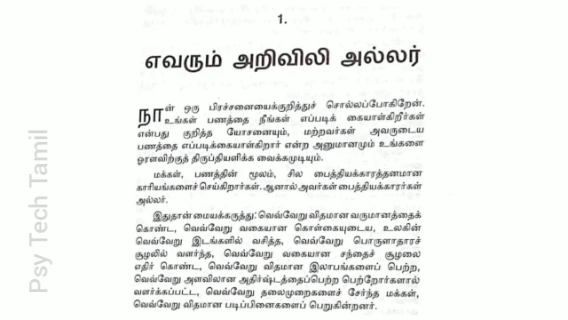 1.
எவரும் அறிவிலி அல்லர்
நான் ஒரு பிரச்சனையைக்குறித்துச் சொல்லப்போகிறேன்.
உங்கள் பணத்தை நீங்கள் எப்படிக் கையாள்கிறீர்கள்
என்பது குறித்த யோசனையும், மற்றவர்கள் அவருடைய
பணத்தை எப்படிக்கையாள்கிறார் என்ற அனுமானமும் உங்களை
ஓரளவிற்குத் திருப்தியளிக்க வைக்கமுடியும்.
மக்கள், பணத்தின் மூலம், சில பைத்தியக்காரத்தனமான
காரியங்களைச்செய்கிறார்கள். ஆனால் அவர்கள் பைத்தியக்காரர்கள்
அல்லர்.
இதுதான் மையக்கருத்து: வெவ்வேறு விதமான வருமானத்தைக்
கொண்ட, வெவ்வேறு வகையான கொள்கையுடைய, உலகின்
வெவ்வேறு இடங்களில் வசித்த, வெவ்வேறு பொருளாதாரச்
சூழலில் வளர்ந்த, வெவ்வேறு வகையான சந்தைச் சூழலை
எதிர் கொண்ட, வெவ்வேறு விதமான இலாபங்களைப் பெற்ற,
வெவ்வேறு அளவிலான அதிர்ஷ்டத்தைப்பெற்ற பெற்றோர்களால்
வளர்க்கப்பட்ட, வெவ்வேறு தலைமுறைகளைச் சேர்ந்த மக்கள்,
வெவ்வேறு விதமான படிப்பினைகளைப் பெறுகின்றனர்.
Psy Tech Tamil